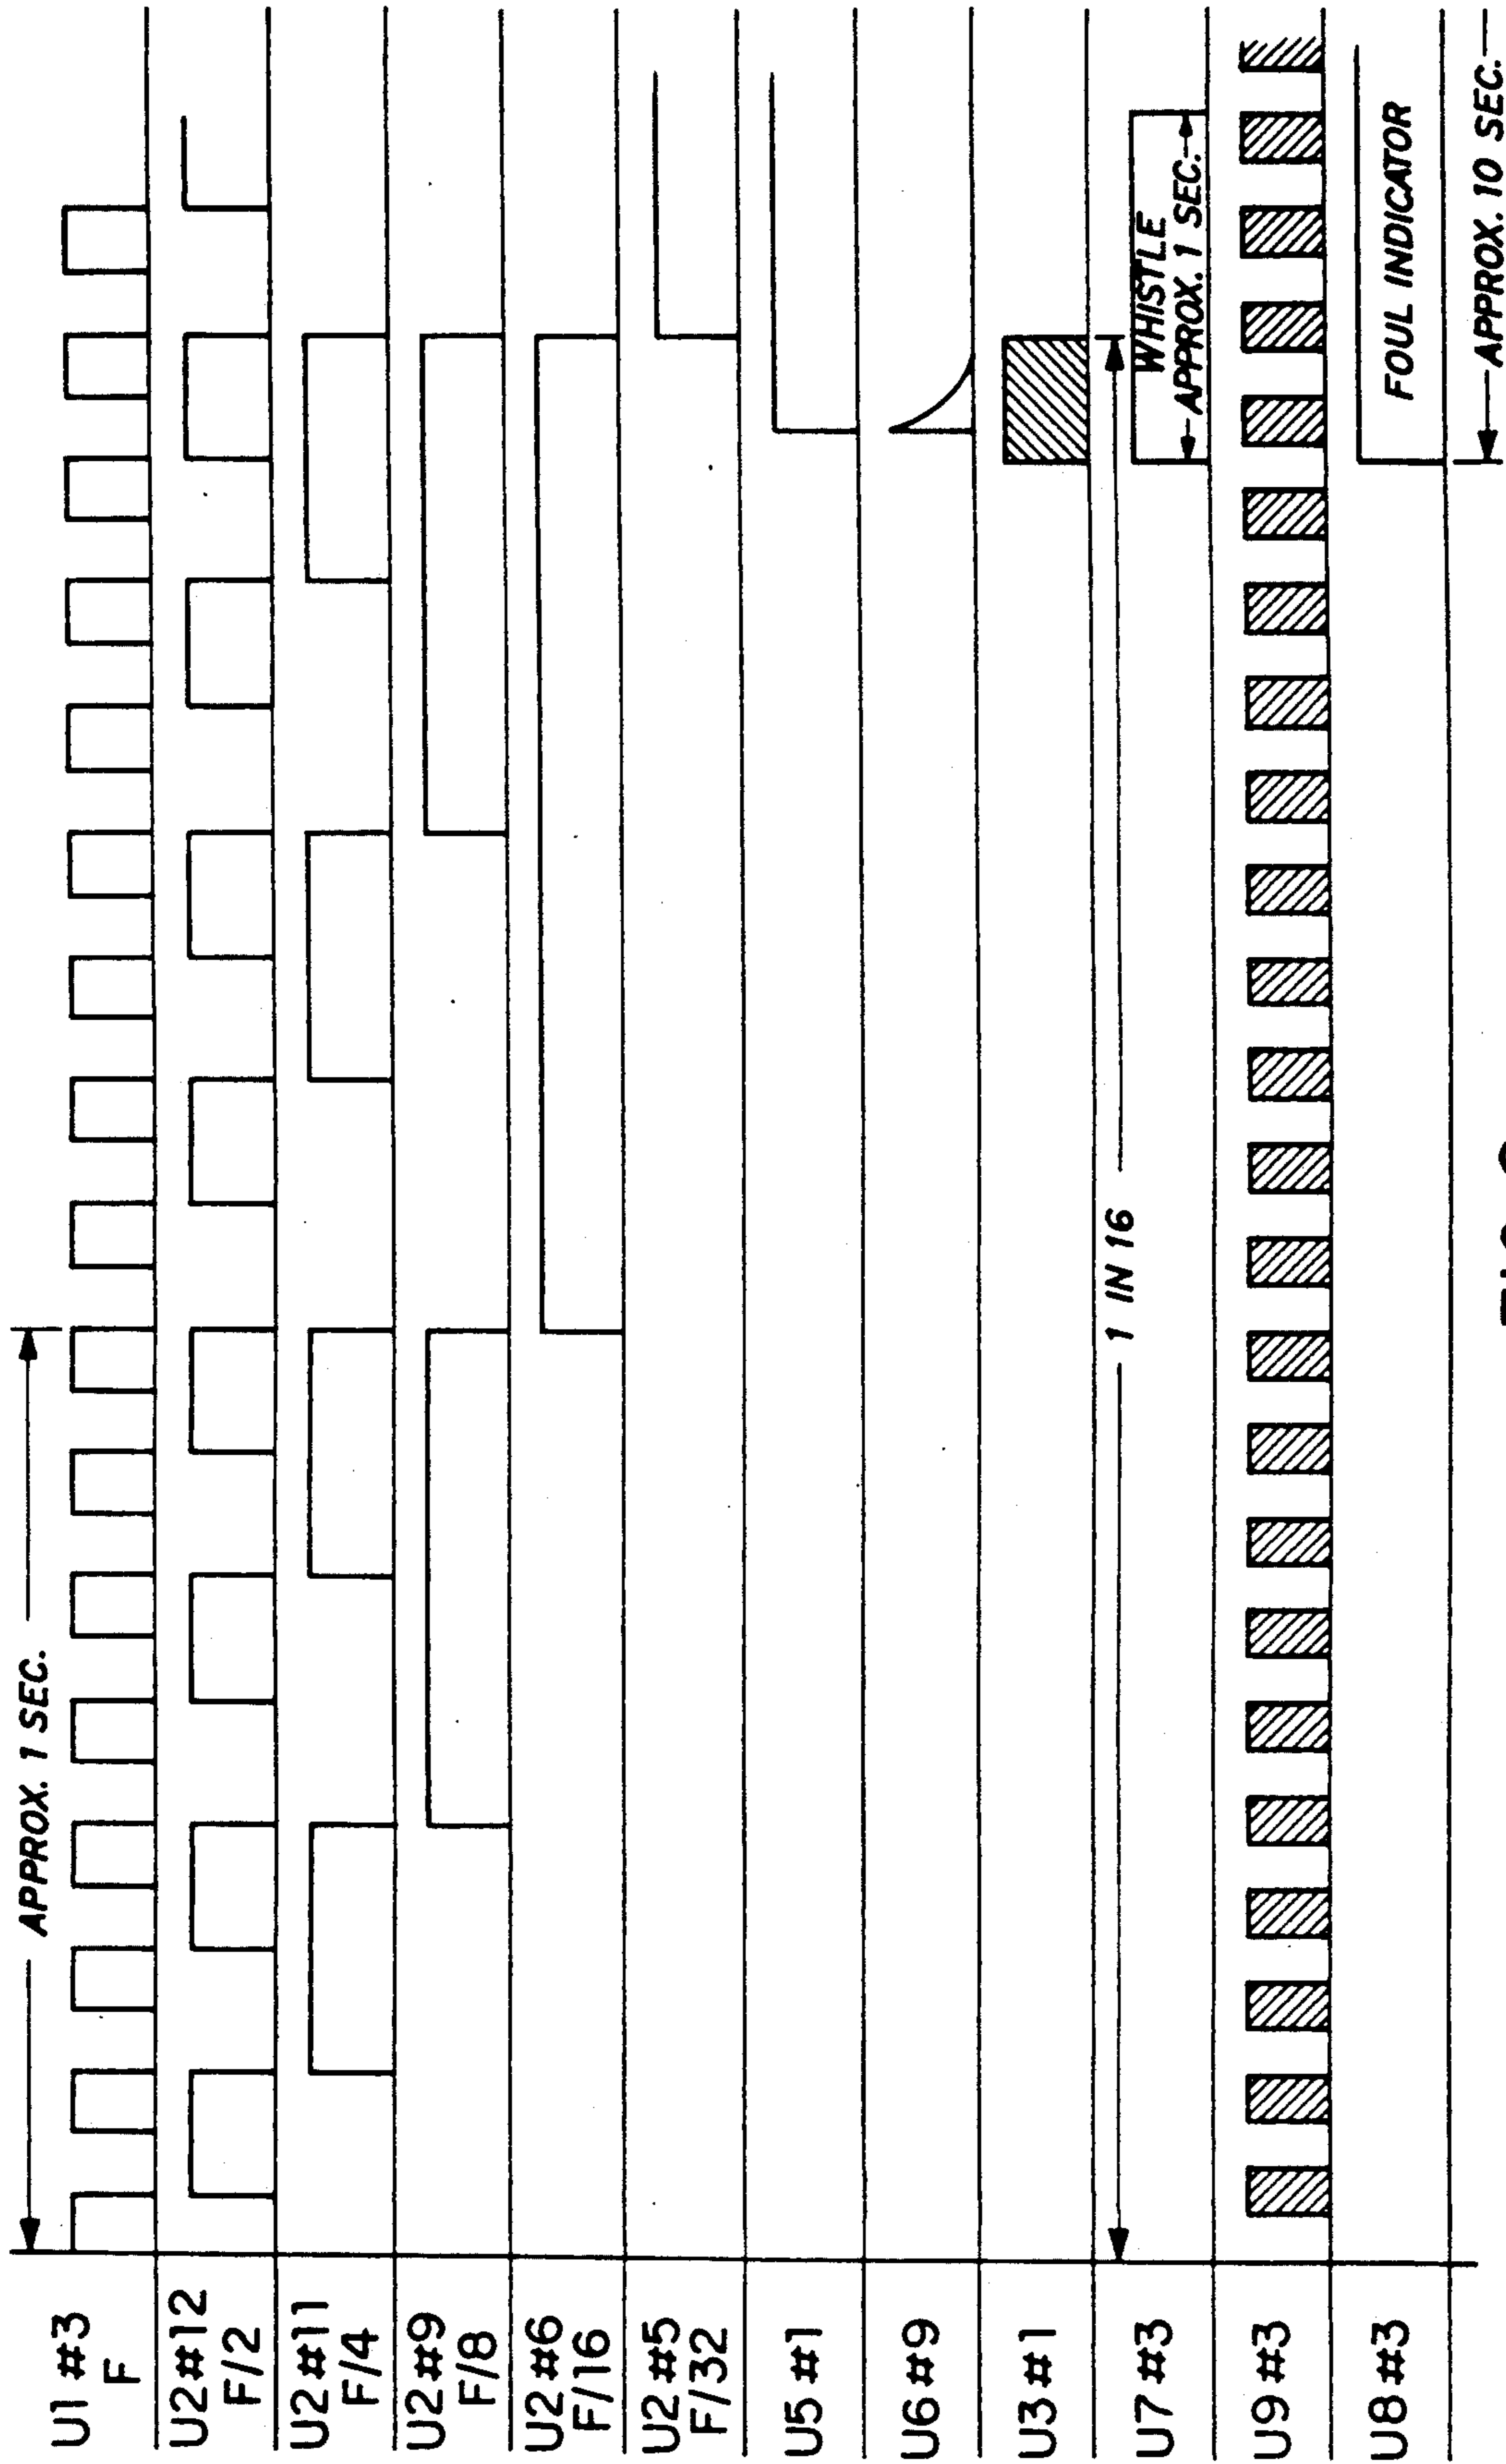 APPROX. 1 SEC.
U1 #3
F
U2 #12
F/2
U2 #11
F/4
U2 #9
F/8
U2 #6
F/16
U2 #5
F/32
U5 #1
U6 #9
U3 #1
1 IN 16
U7 #3
WHISTLE
APPROX. 1 SEC.
U9 #3
U8 #3
FOUL INDICATOR
APPROX. 10 SEC.